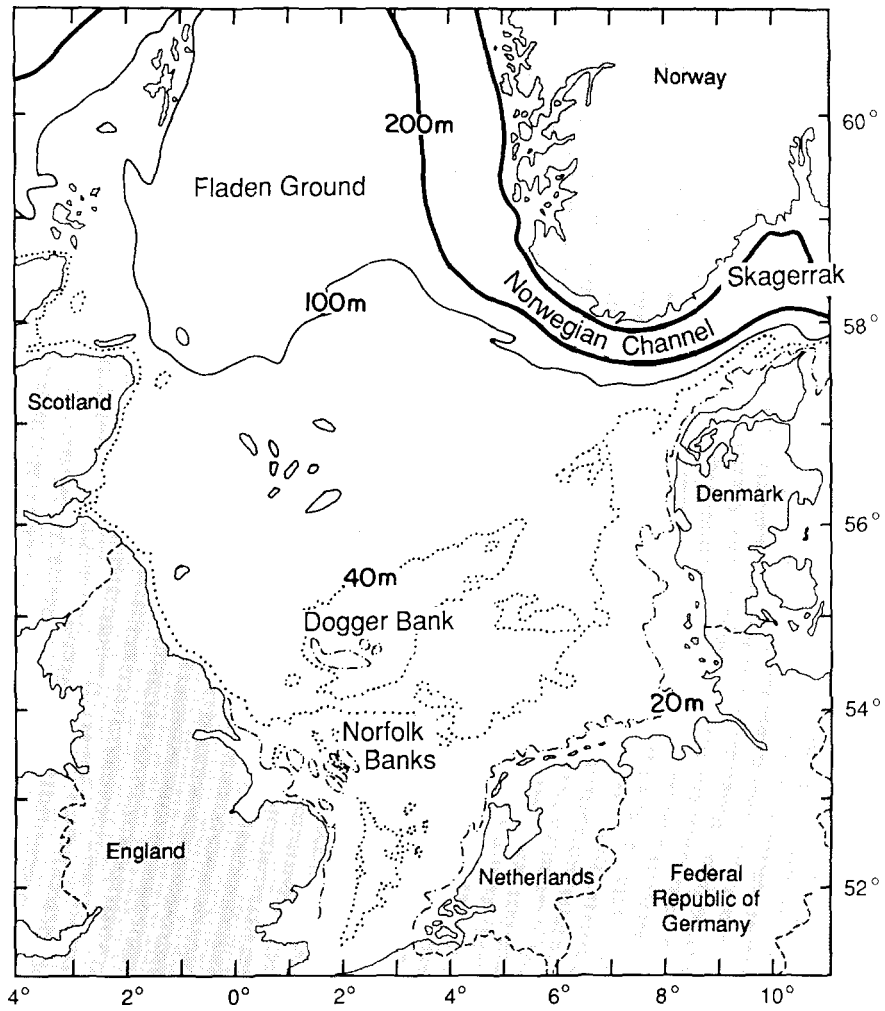 Norway
60°
200m
Fladen Ground
Skagerrak
100m
Norwegian Channel
58°
Scotland
Denmark
56°
40m
Dogger Bank
20m
54°
Norfolk
Banks
England
Netherlands
Federal
Republic of
Germany
52°
4° 2° 0° 2° 4° 6° 8° 10°